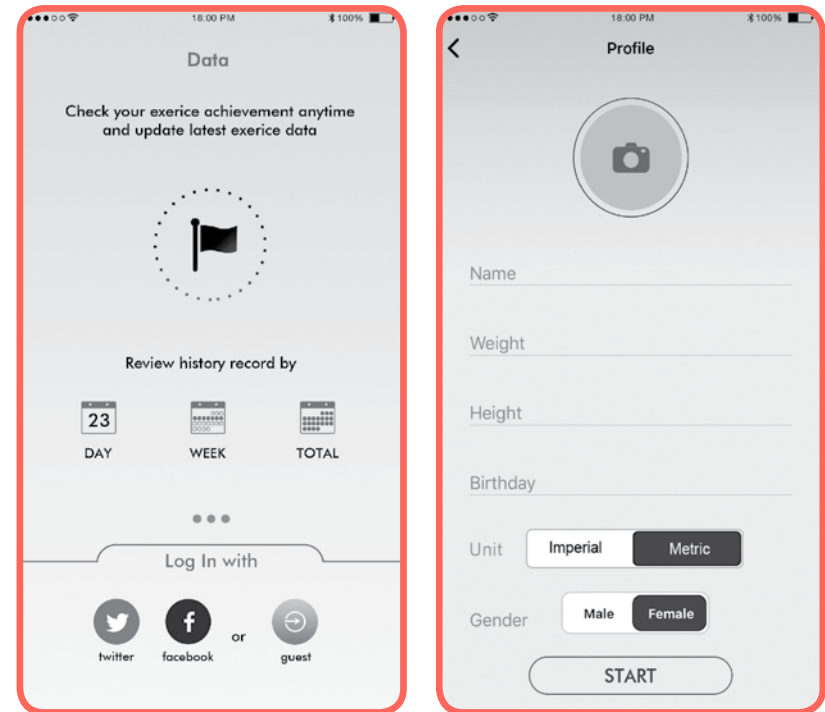 18:00 PM
100%
Data
Check your exerice achievement anytime
and update latest exerice data
Review history record by
23
DAY
WEEK
TOTAL
Log In with
twitter
facebook
or
guest
18:00 PM
100%
Profile
Name
Weight
Height
Birthday
Unit
Imperial
Metric
Gender
Male
Female
START